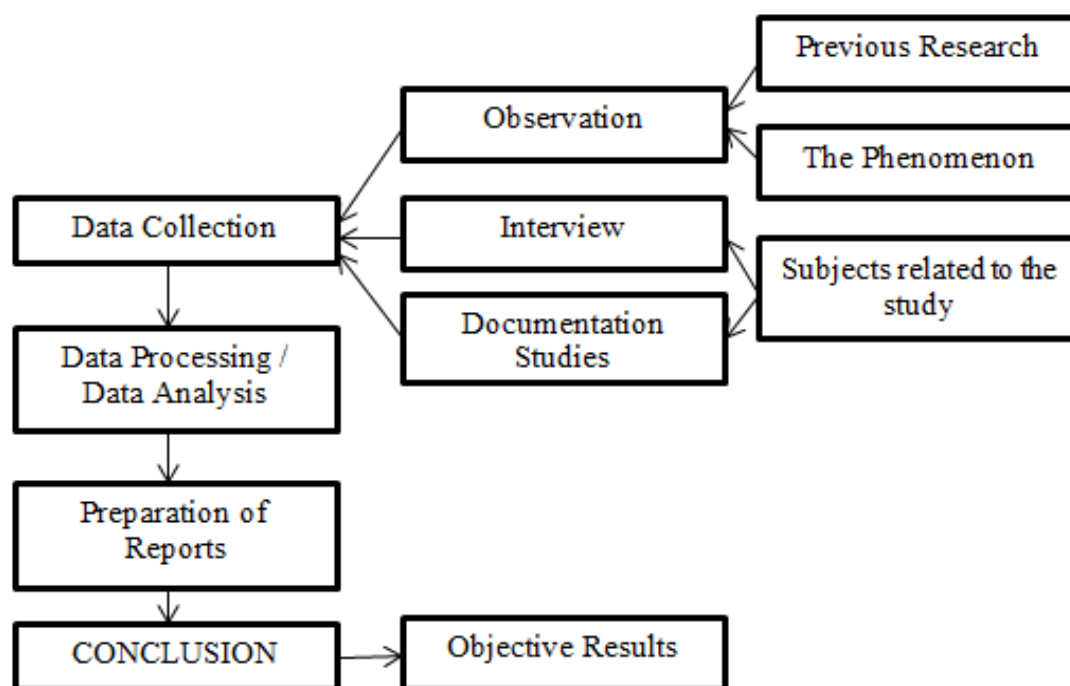 Previous Research
Observation
The Phenomenon
Data Collection
Interview
Subjects related to the
study
Documentation
Studies
Data Processing /
Data Analysis
Preparation of
Reports
CONCLUSION
Objective Results